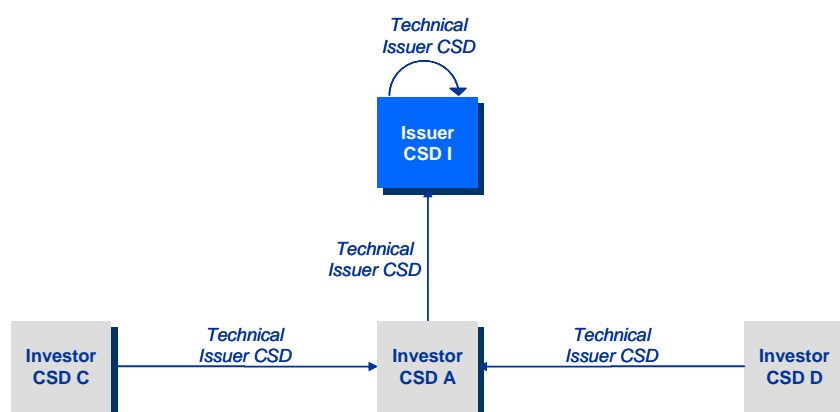 Technical
Issuer CSD
Issuer
CSD I
Technical
Issuer CSD
Investor
CSD C
Technical
Issuer CSD
Investor
CSD A
Technical
Issuer CSD
Investor
CSD D